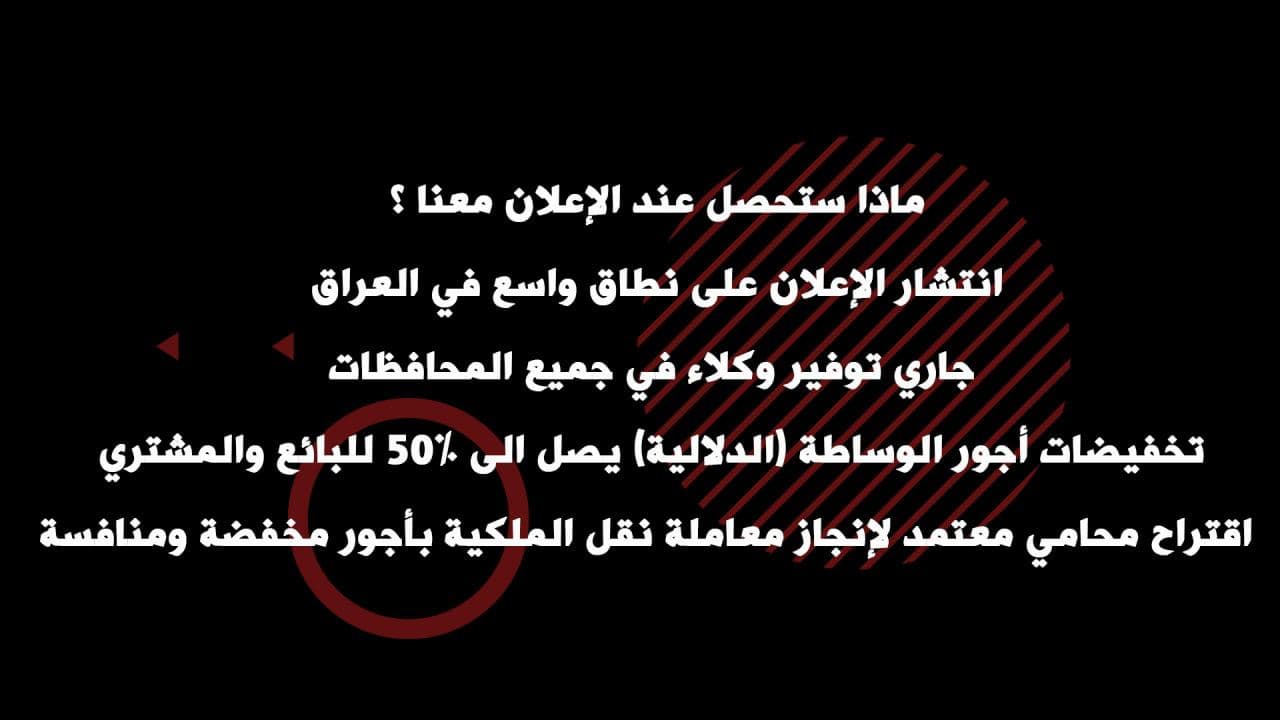 ماذا ستحصل عند الإعلان معنا ؟
انتشار الإعلان على نطاق واسع في العراق
جاري توفير وكلاء في جميع المحافظات
تخفيضات أجور الوساطة (الدلالية) يصل الى 50% للبائع والمشتري
اقتراح محامي معتمد لإنجاز معاملة نقل الملكية بأجور مخفضة ومنافسة